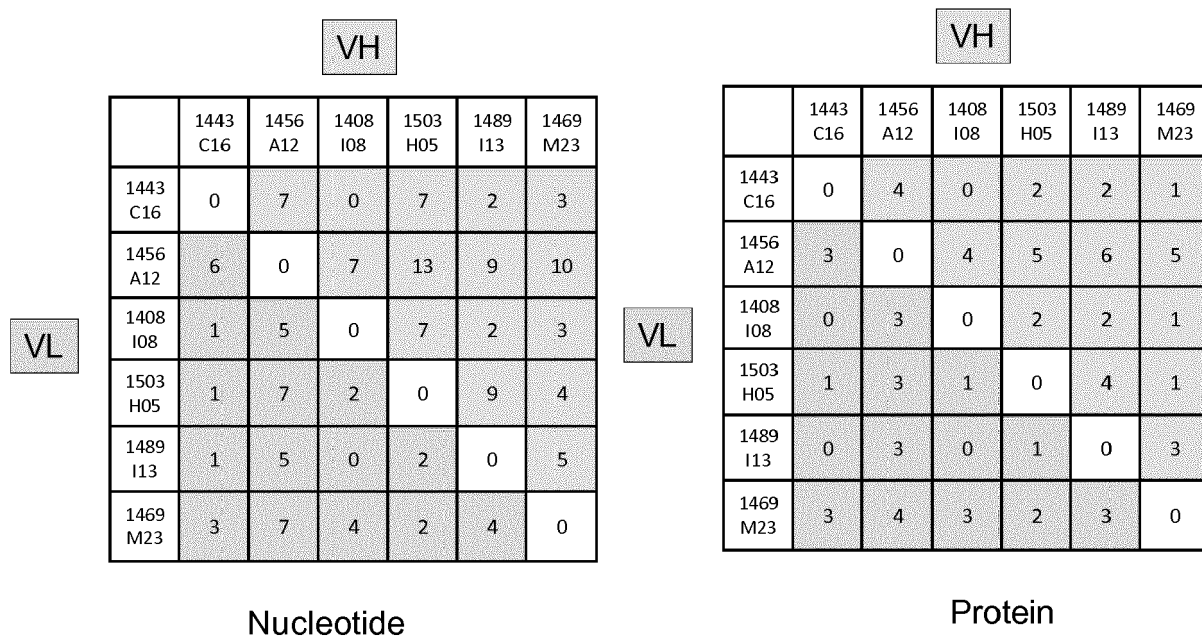 VH
1443 C16 1456 A12 1408 I08 1503 H05 1489 I13 1469 M23
1443 C16 0 7 0 7 2 3
1456 A12 6 0 7 13 9 10
1408 I08 1 5 0 7 2 3
1503 H05 1 7 2 0 9 4
1489 I13 1 5 0 2 0 5
1469 M23 3 7 4 2 4 0
VL
Nucleotide
VH
1443 C16 1456 A12 1408 I08 1503 H05 1489 I13 1469 M23
1443 C16 0 4 0 2 2 1
1456 A12 3 0 4 5 6 5
1408 I08 0 3 0 2 2 1
1503 H05 1 3 1 0 4 1
1489 I13 0 3 0 1 0 3
1469 M23 3 4 3 2 3 0
VL
Protein